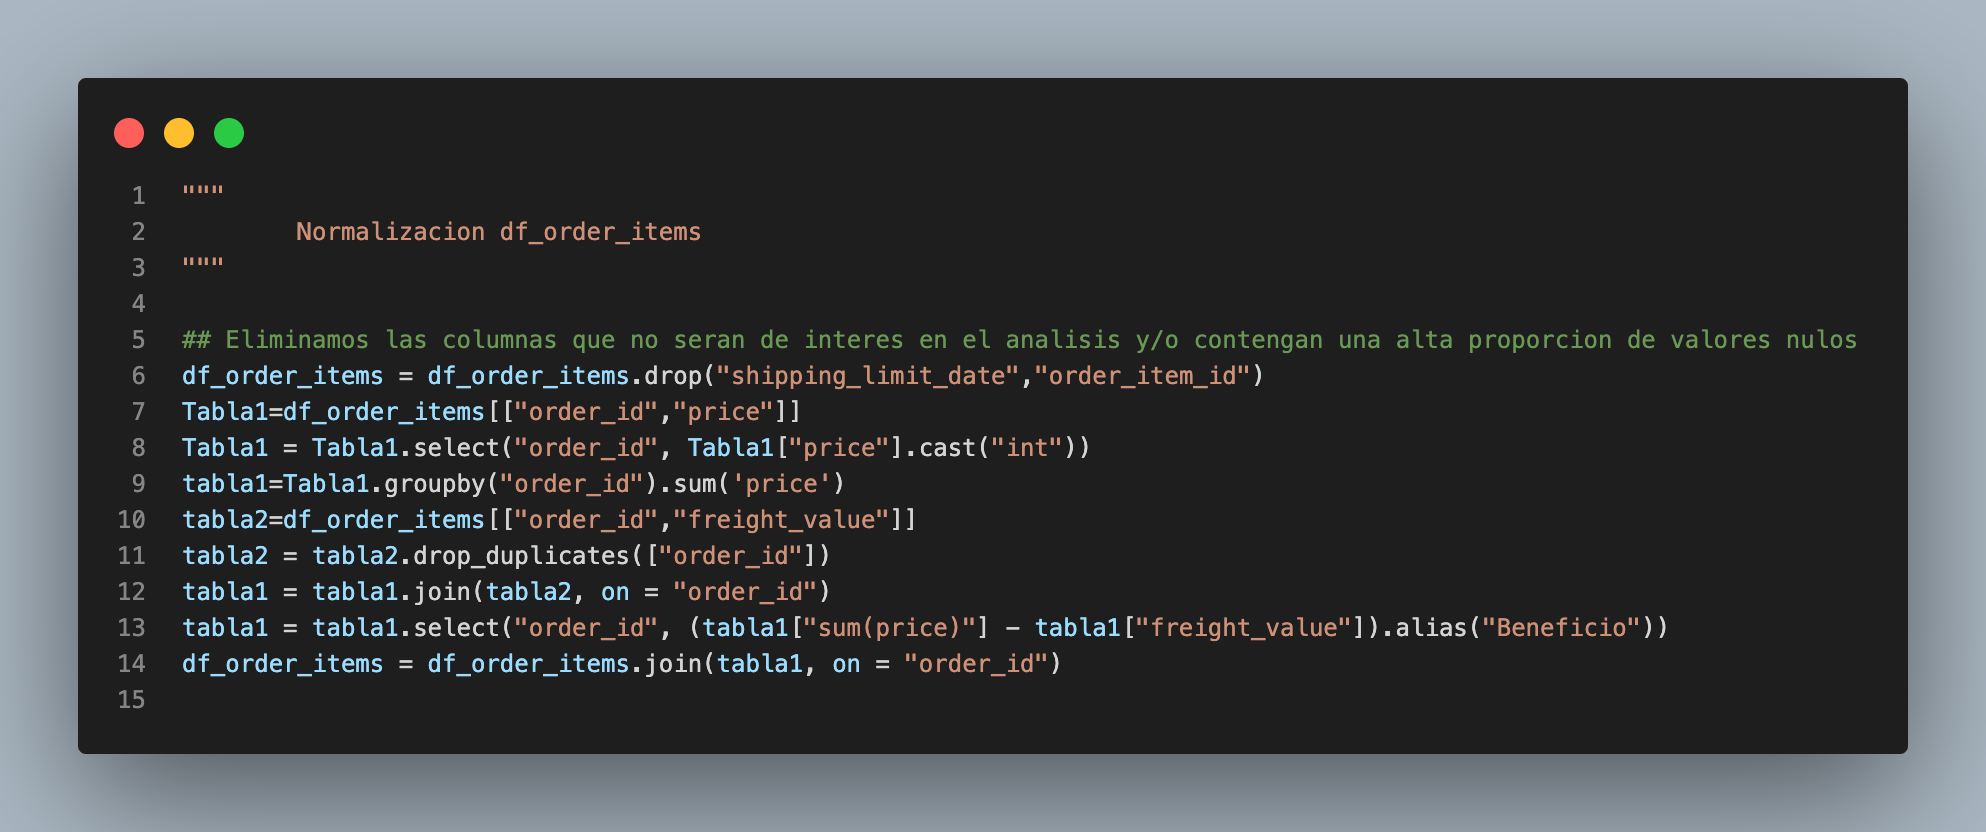 1 """
2         Normalizacion df_order_items
3 """
4
5 ## Eliminamos las columnas que no seran de interes en el analisis y/o contengan una alta proporcion de valores nulos
6 df_order_items = df_order_items.drop("shipping_limit_date","order_item_id")
7 Tabla1=df_order_items[["order_id","price"]]
8 Tabla1 = Tabla1.select("order_id", Tabla1["price"].cast("int"))
9 tabla1=Tabla1.groupby("order_id").sum('price')
10 tabla2=df_order_items[["order_id","freight_value"]]
11 tabla2 = tabla2.drop_duplicates(["order_id"])
12 tabla1 = tabla1.join(tabla2, on = "order_id")
13 tabla1 = tabla1.select("order_id", (tabla1["sum(price)"] - tabla1["freight_value"]).alias("Beneficio"))
14 df_order_items = df_order_items.join(tabla1, on = "order_id")
15